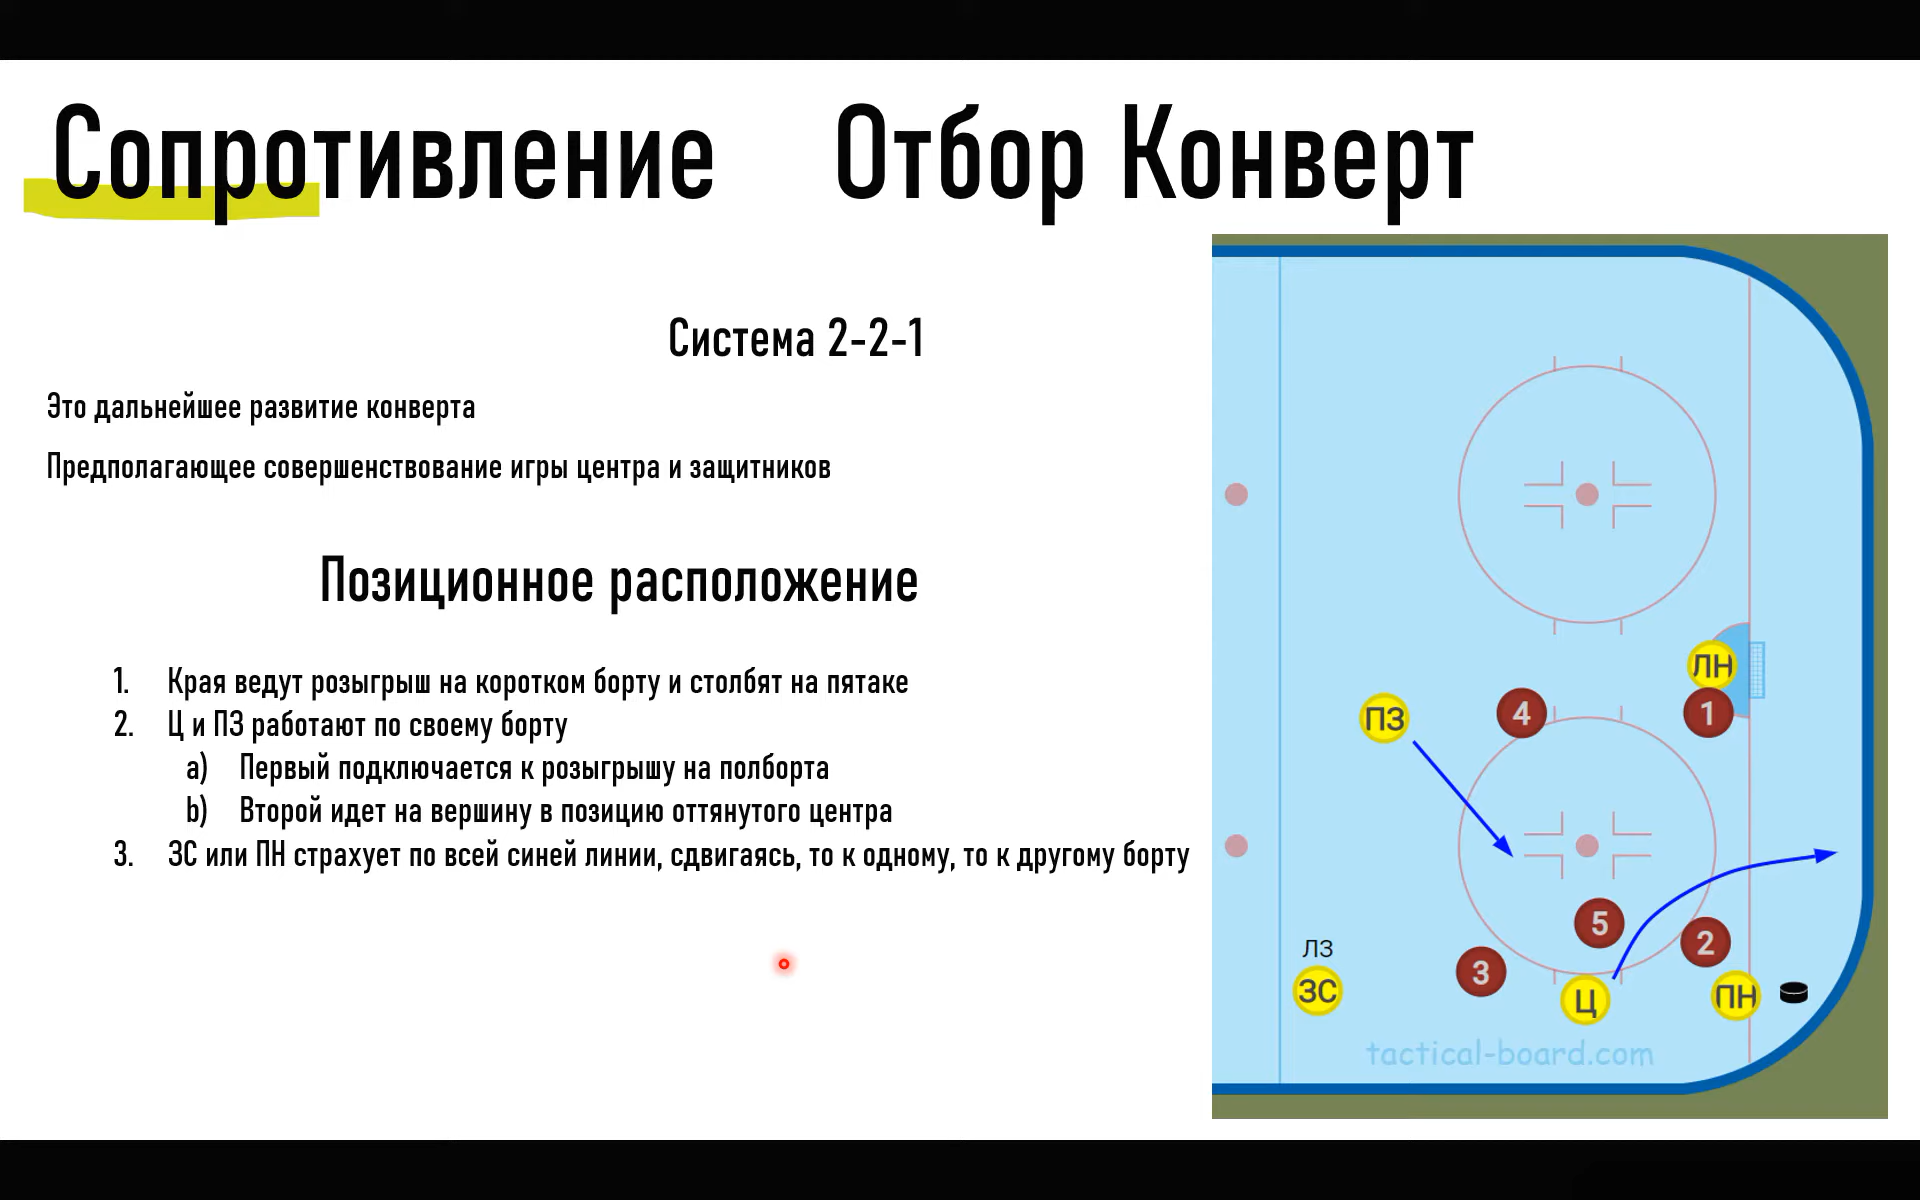 Сопротивление Отбор Конверт
Система 2-2-1
Это дальнейшее развитие конверта
Предполагающее совершенствование игры центра и защитников
Позиционное расположение
1. Края ведут розыгрыш на коротком борту и столбят на пятаке
2. Ц и ПЗ работают по своему борту
a) Первый подключается к розыгрышу на полборта
b) Второй идет на вершину в позицию оттянутого центра
3. ЗС или ПН страхует по всей синей линии, сдвигаясь, то к одному, то к другому борту
ЛН
ПЗ
4
1
5
2
ЛЗ
3
ЗС
Ц
ПН
tactical-board.com